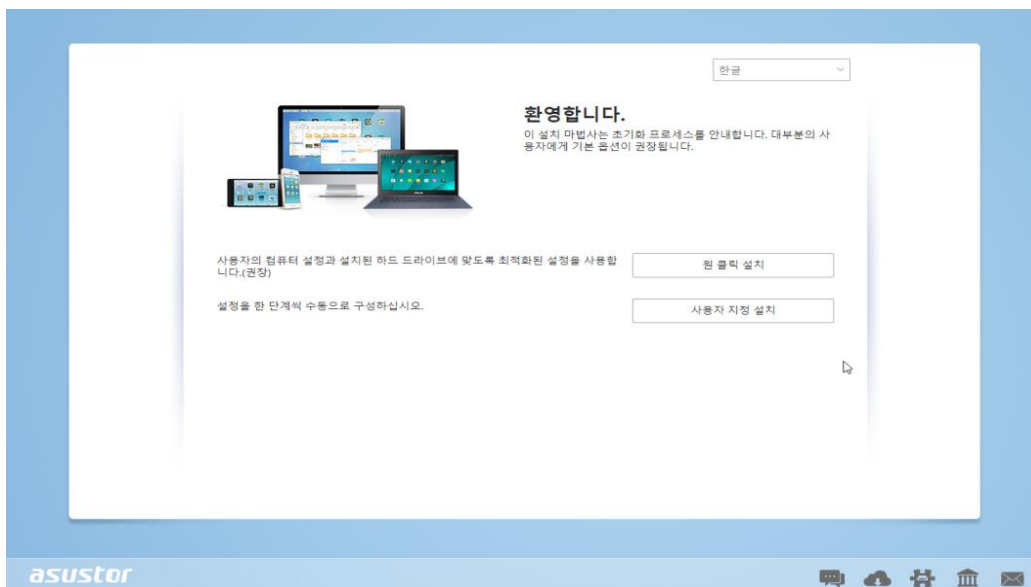 한글
환영합니다.
이 설치 마법사는 초기화 프로세스를 안내합니다. 대부분의 사
용자에게 기본 옵션이 권장됩니다.
사용자의 컴퓨터 설정과 설치된 하드 드라이브에 맞도록 최적화된 설정을 사용합
니다.(권장)
원 클릭 설치
설정을 한 단계씩 수동으로 구성하십시오.
사용자 지정 설치
asustor